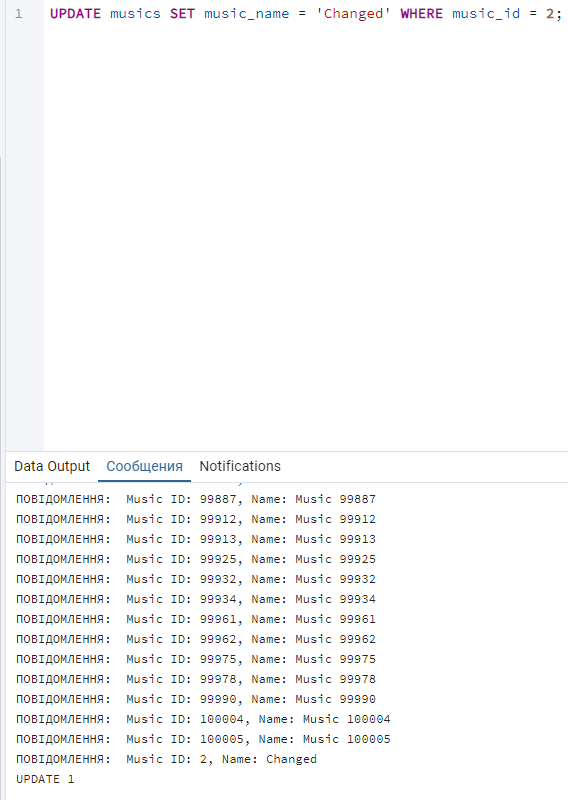 1 UPDATE musics SET music_name = 'Changed' WHERE music_id = 2;
Data Output Сообщения Notifications
ПОВІДОМЛЕННЯ: Music ID: 99887, Name: Music 99887
ПОВІДОМЛЕННЯ: Music ID: 99912, Name: Music 99912
ПОВІДОМЛЕННЯ: Music ID: 99913, Name: Music 99913
ПОВІДОМЛЕННЯ: Music ID: 99925, Name: Music 99925
ПОВІДОМЛЕННЯ: Music ID: 99932, Name: Music 99932
ПОВІДОМЛЕННЯ: Music ID: 99934, Name: Music 99934
ПОВІДОМЛЕННЯ: Music ID: 99961, Name: Music 99961
ПОВІДОМЛЕННЯ: Music ID: 99962, Name: Music 99962
ПОВІДОМЛЕННЯ: Music ID: 99975, Name: Music 99975
ПОВІДОМЛЕННЯ: Music ID: 99978, Name: Music 99978
ПОВІДОМЛЕННЯ: Music ID: 99990, Name: Music 99990
ПОВІДОМЛЕННЯ: Music ID: 100004, Name: Music 100004
ПОВІДОМЛЕННЯ: Music ID: 100005, Name: Music 100005
ПОВІДОМЛЕННЯ: Music ID: 2, Name: Changed
UPDATE 1